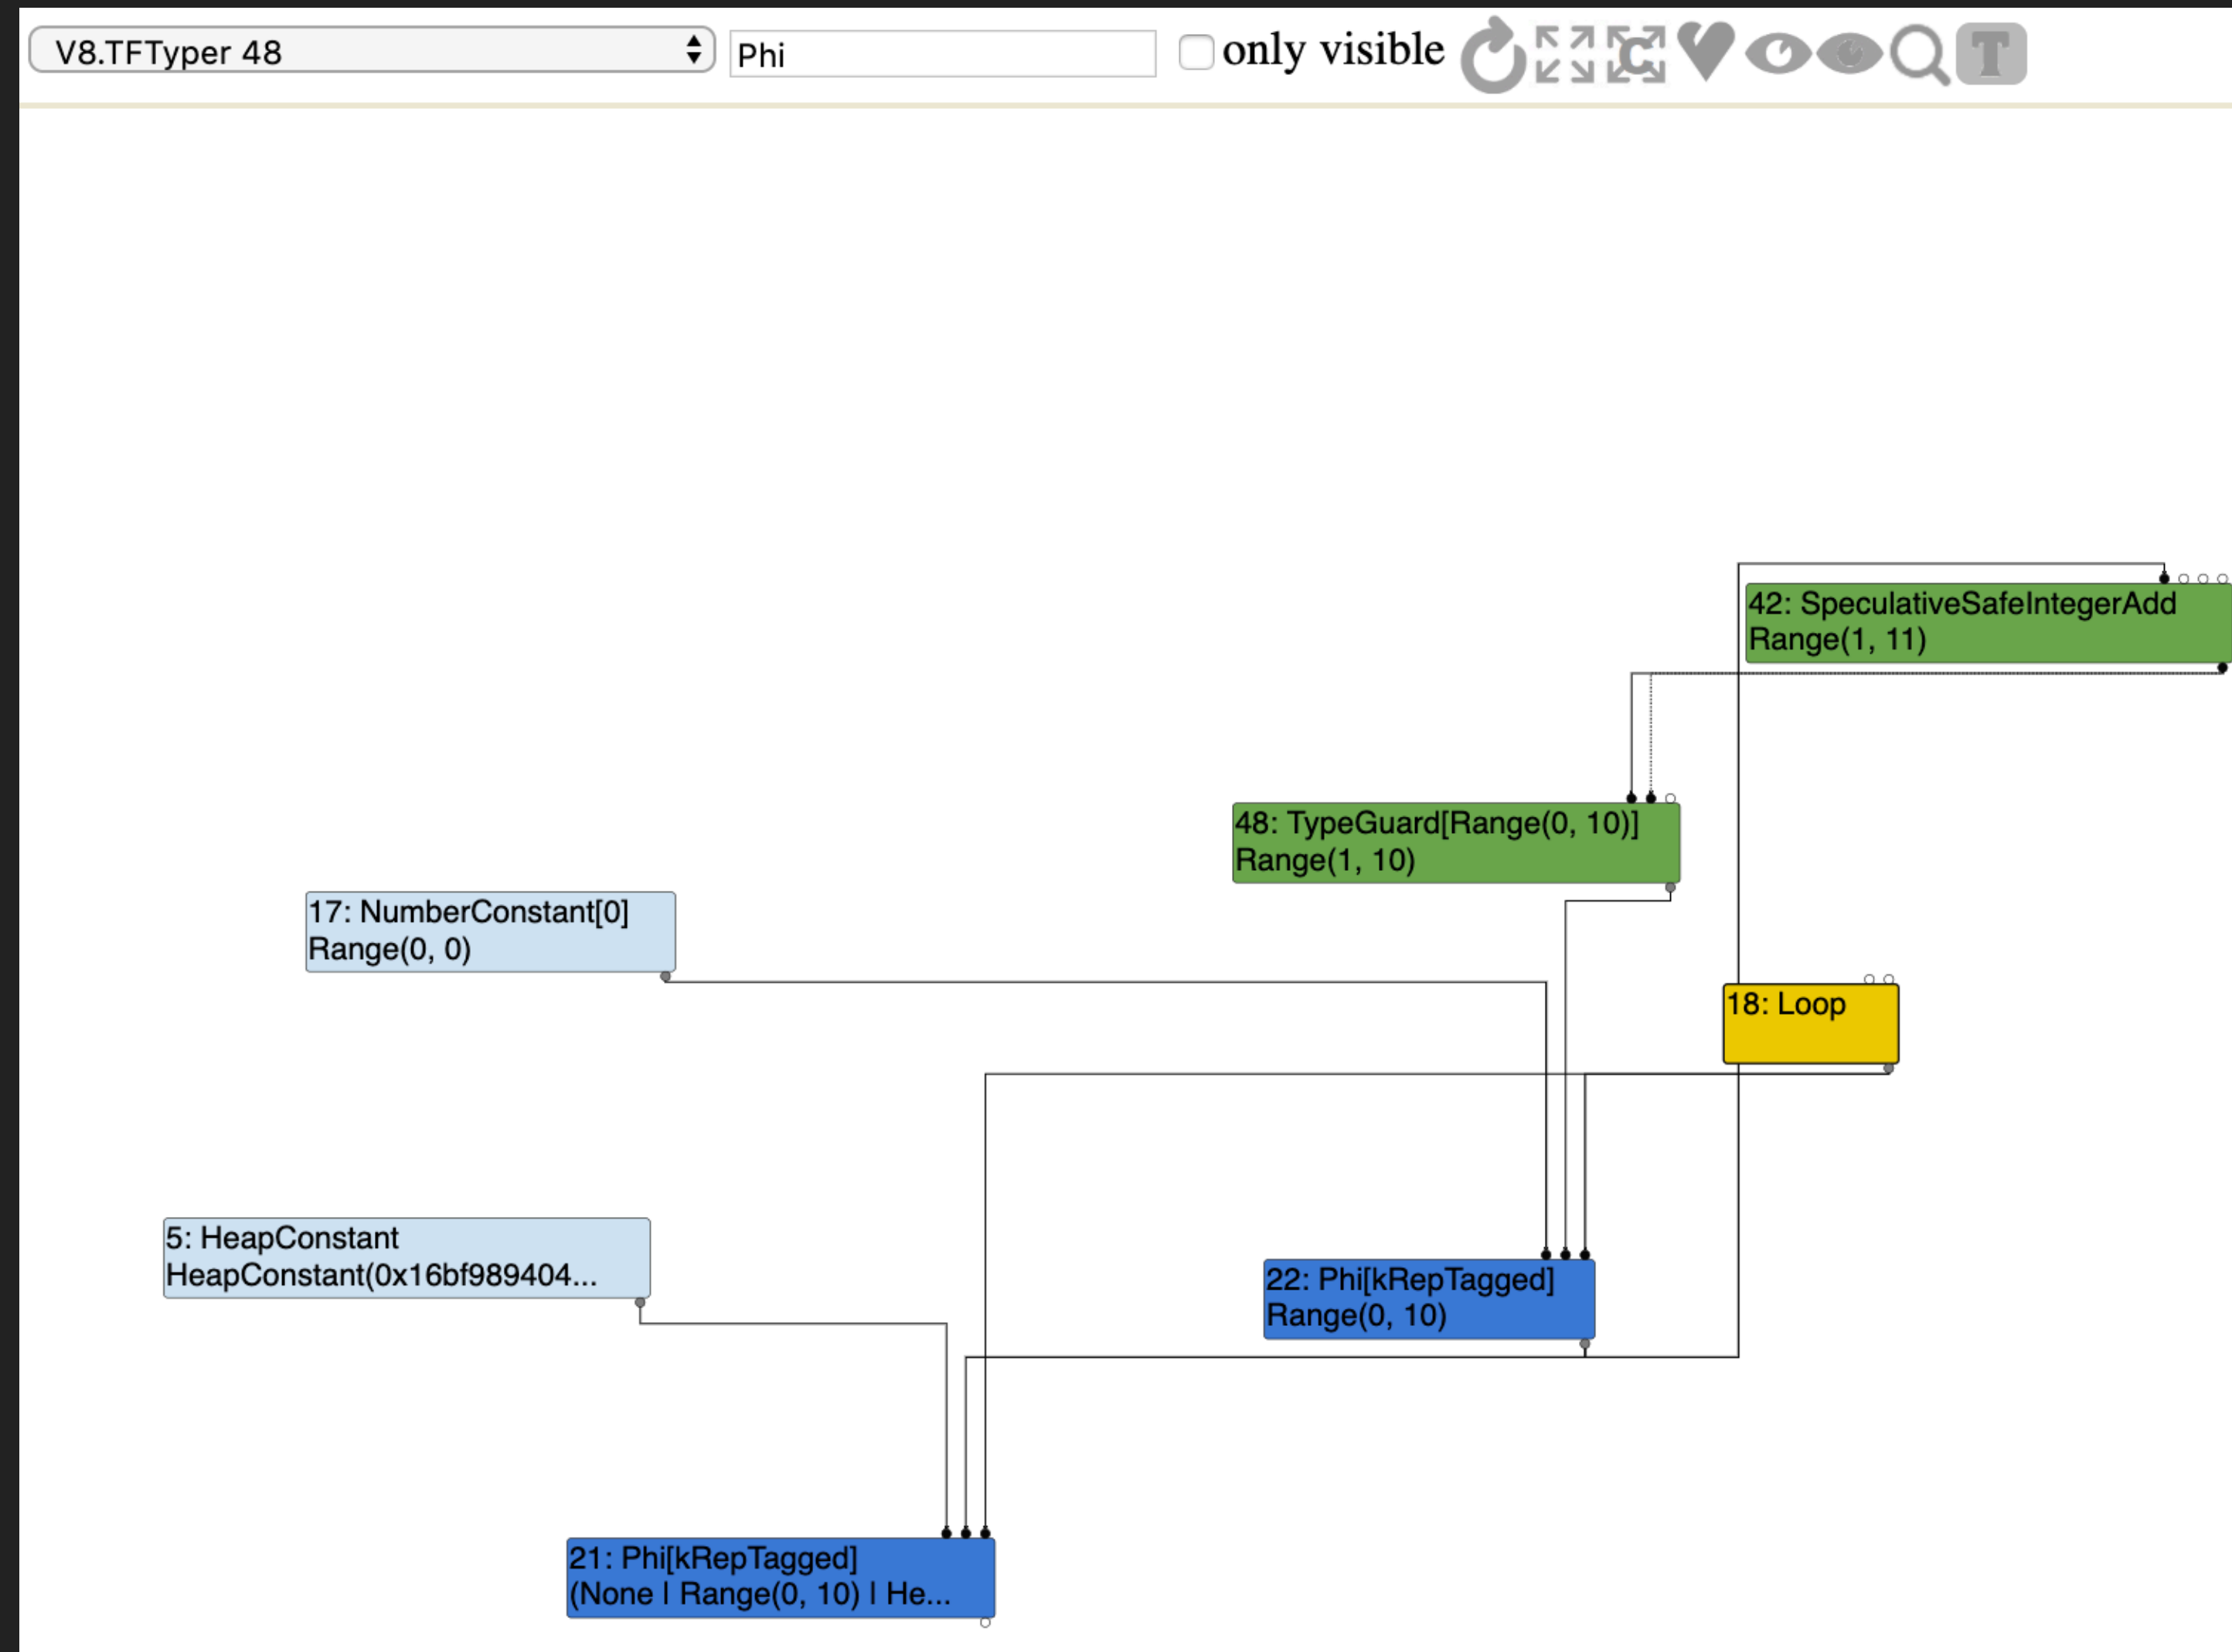 V8.TFTyper 48
Phi
only visible
C
T
42: SpeculativeSafeIntegerAdd
Range(1, 11)
48: TypeGuard[Range(0, 10)]
Range(1, 10)
17: NumberConstant[0]
Range(0, 0)
18: Loop
5: HeapConstant
HeapConstant(0x16bf989404...
22: Phi[kRepTagged]
Range(0, 10)
21: Phi[kRepTagged]
(None | Range(0, 10) | He...